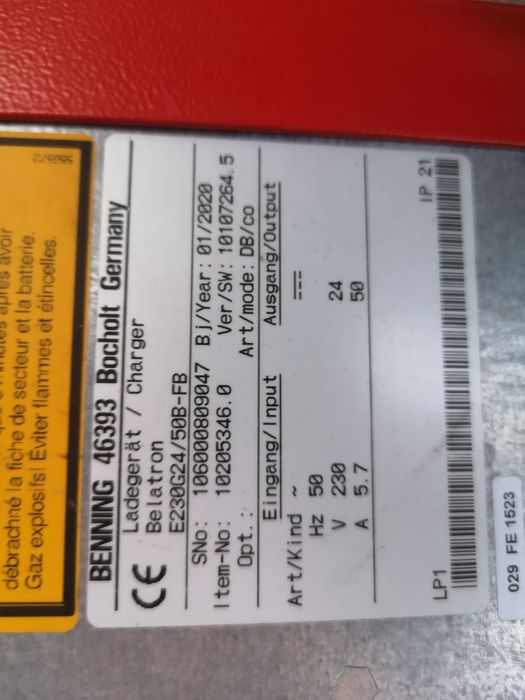 débrachné la fiche de secteur et la batterie.
Gaz explosifs! Eviter flammes et étincelles.
BENNING 46393 Bocholt Germany
CE Ladegerät / Charger
Belatron
E230G24/50B-FB
SNo: 106000809047 Bj/Year: 01/2020
Item-No: 10205346.0 Ver/SW: 10107264.5
Opt.: Art/mode: DB/co
Eingang/Input Ausgang/Output
Art/Kind ~ ⎓
Hz 50
V 230 24
A 5.7 50
LP1 IP 21
029 FE 1523